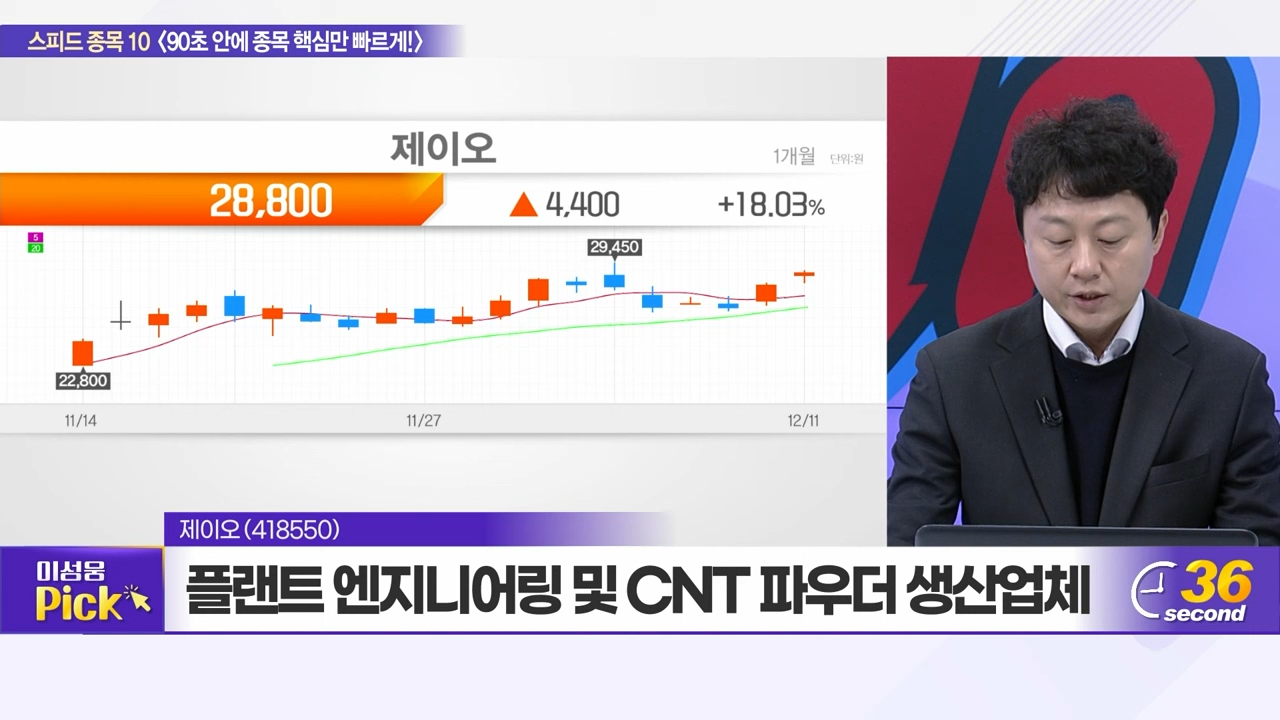 스피드 종목 10 〈90초 안에 종목 핵심만 빠르게!〉
제이오
1개월 단위:원
28,800 ▲ 4,400 +18.03%
5
20
29,450
22,800
11/14 11/27 12/11
제이오(418550)
이성웅
Pick
플랜트 엔지니어링 및 CNT 파우더 생산업체
36
second